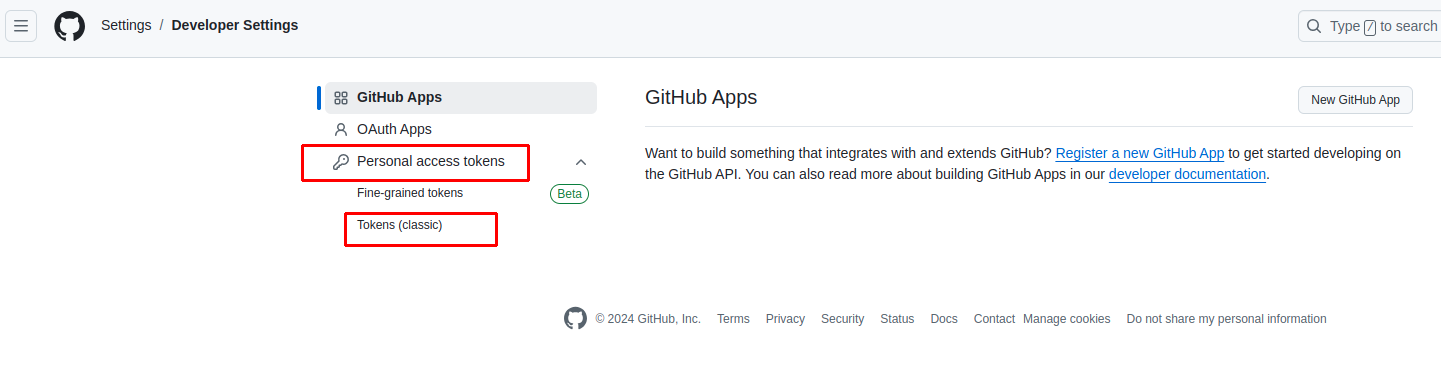 Settings / Developer Settings
Type / to search
GitHub Apps
OAuth Apps
Personal access tokens
Fine-grained tokens Beta
Tokens (classic)
GitHub Apps
New GitHub App
Want to build something that integrates with and extends GitHub? Register a new GitHub App to get started developing on
the GitHub API. You can also read more about building GitHub Apps in our developer documentation.
© 2024 GitHub, Inc. Terms Privacy Security Status Docs Contact Manage cookies Do not share my personal information